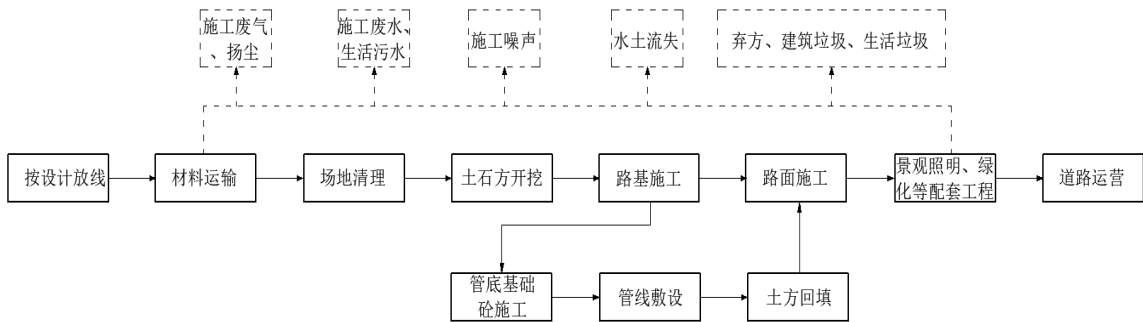 施工废气
、扬尘
施工废水、
生活污水
施工噪声
水土流失
弃方、建筑垃圾、生活垃圾
按设计放线
材料运输
场地清理
土石方开挖
路基施工
路面施工
景观照明、绿
化等配套工程
道路运营
管底基础
砼施工
管线敷设
土方回填